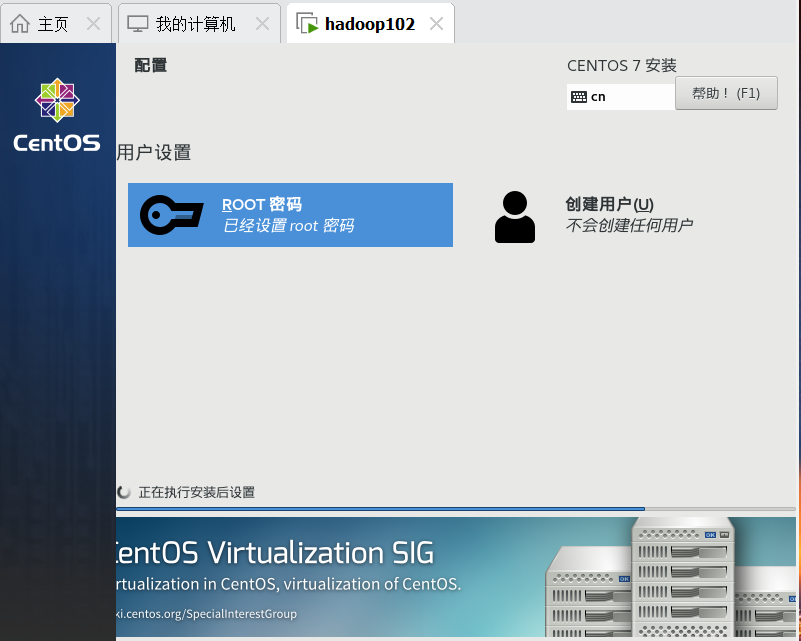 主页
我的计算机
hadoop102
CentOS
配置
CENTOS 7 安装
cn
帮助！ (F1)
用户设置
ROOT 密码
已经设置 root 密码
创建用户(U)
不会创建任何用户
正在执行安装后设置
entOS Virtualization SIG
rtualization in CentOS, virtualization of CentOS.
ki.centos.org/SpecialInterestGroup
OK
OK